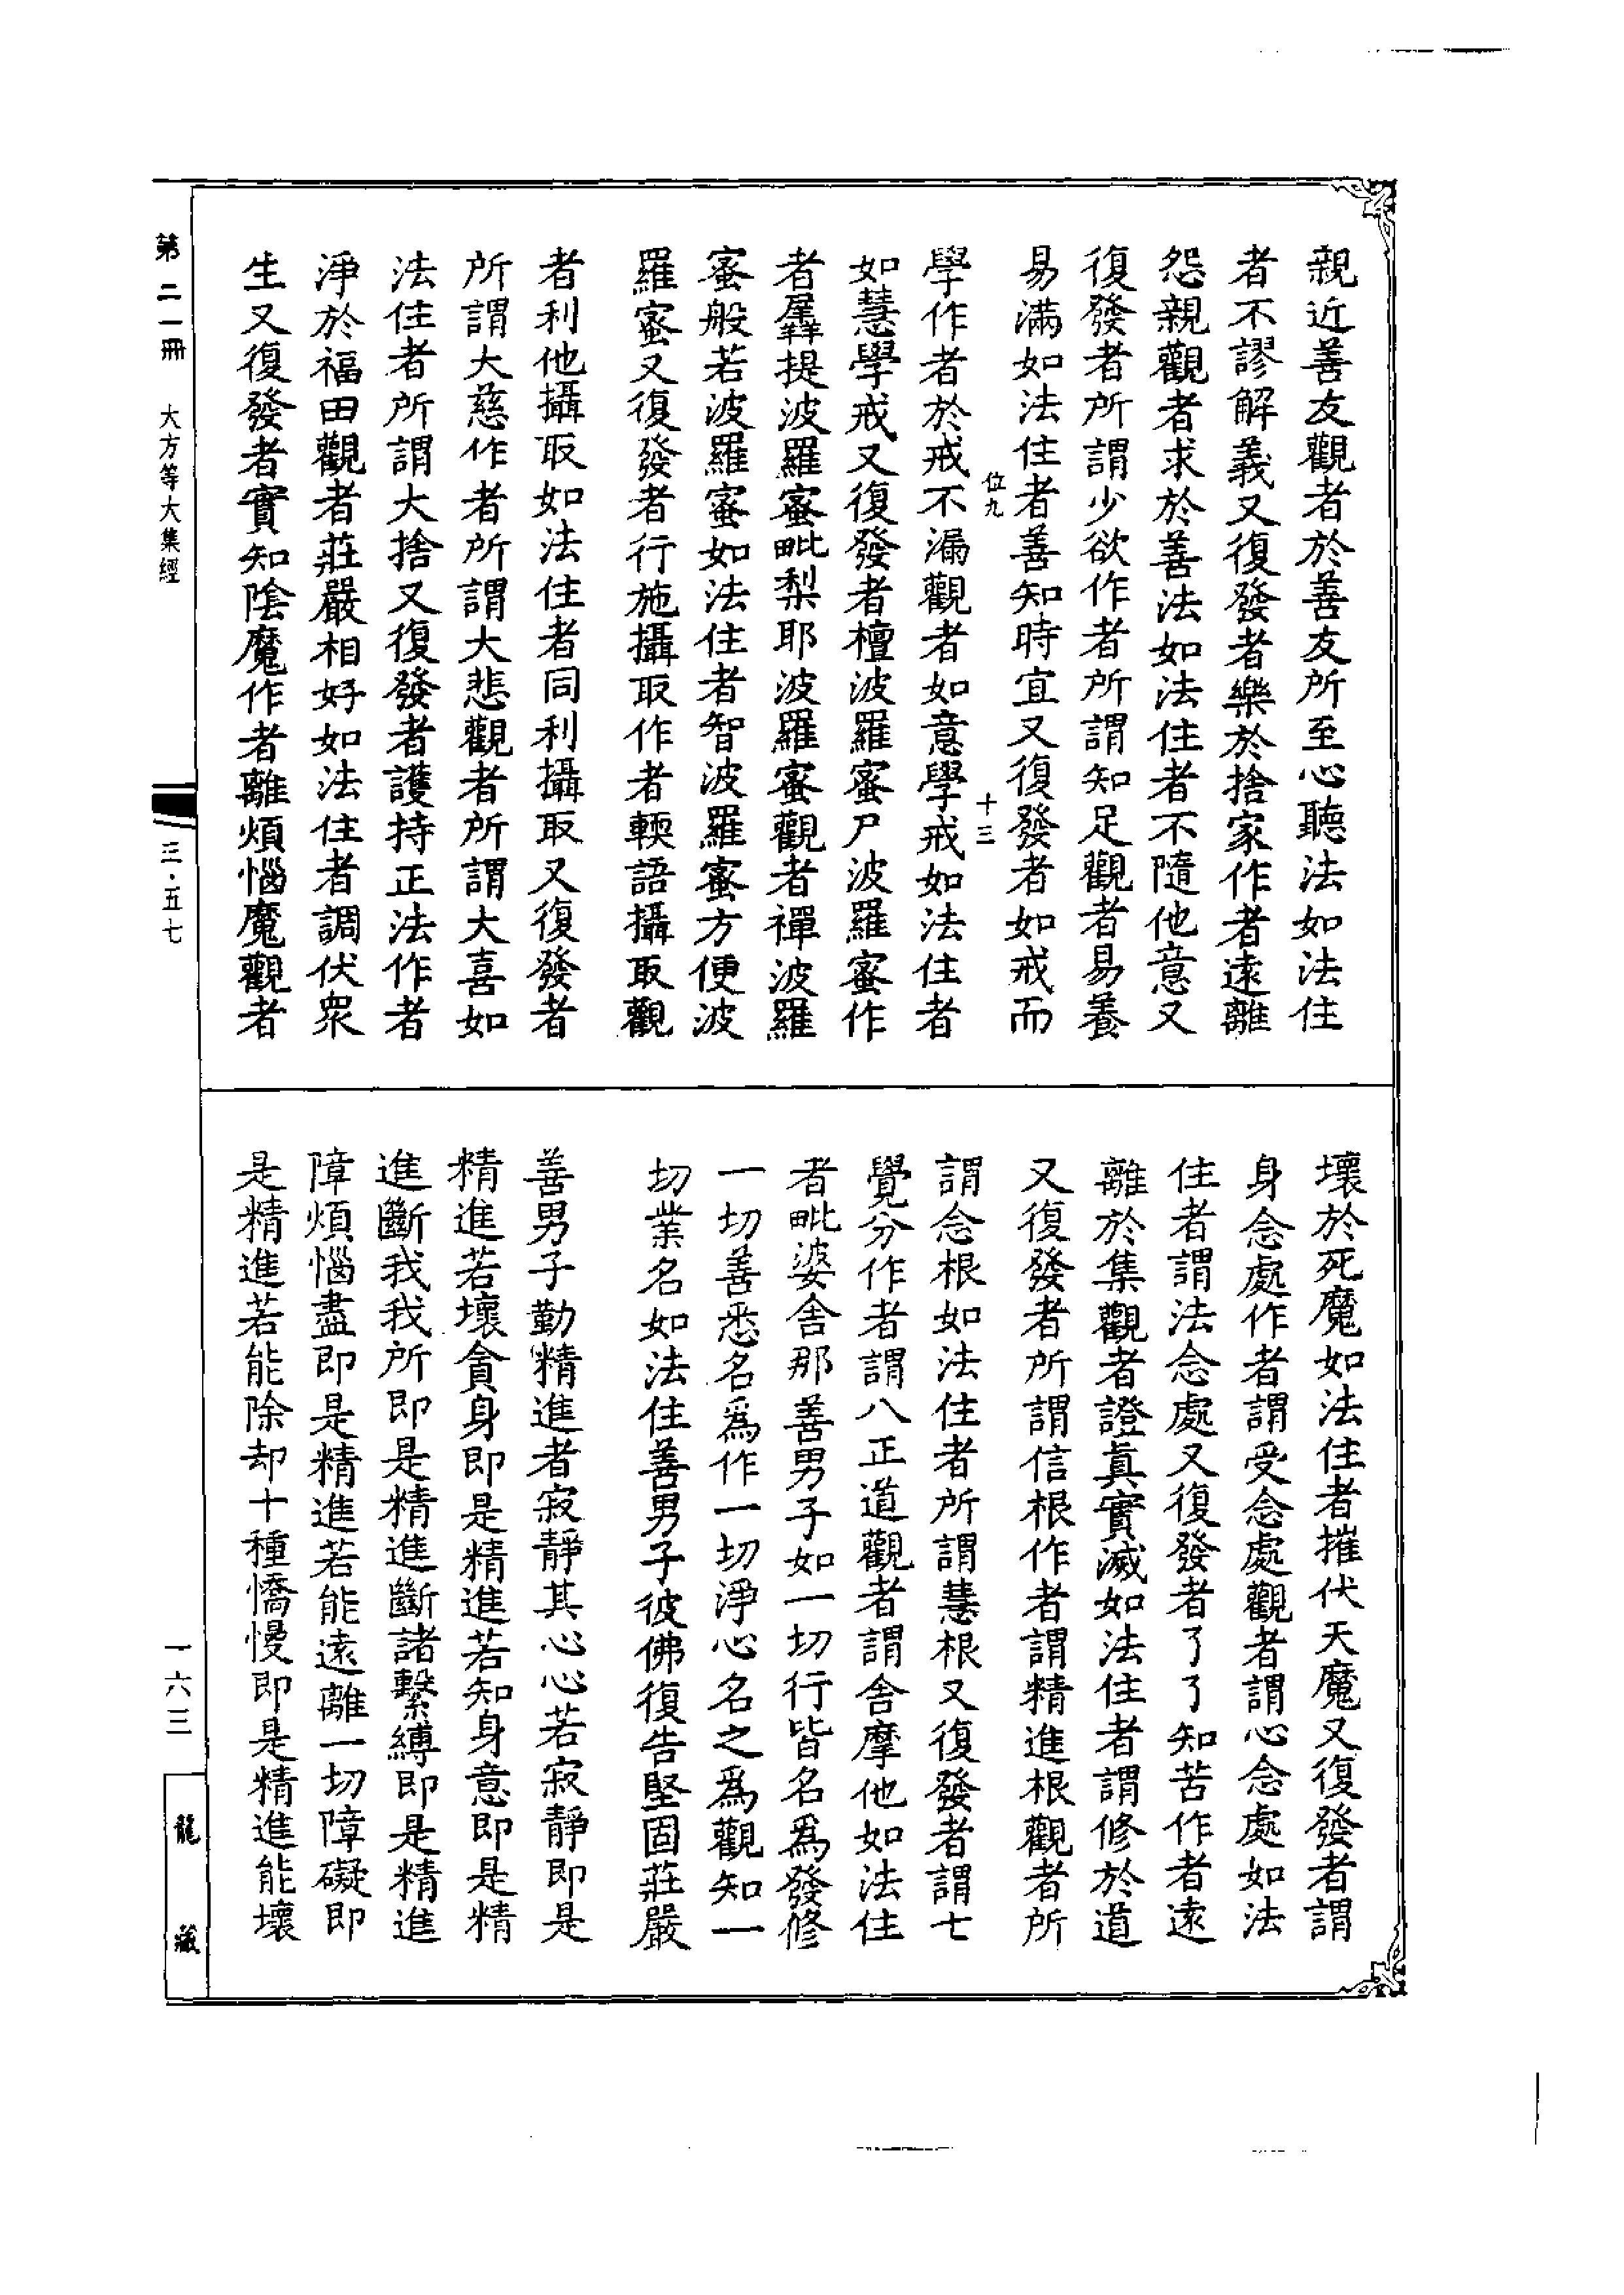 親近善友觀者於善友所至心聽法如法住
者不謬解義又復發者樂於捨家作者遠離
怨親觀者求於善法如法住者不隨他意又
復發者所謂少欲作者所謂知足觀者易養
易滿如法住者善知時宜又復發者如戒而
位九 十三
學作者於戒不漏觀者如意學戒如法住者
如慧學戒又復發者檀波羅蜜尸波羅蜜作
者羼提波羅蜜毗梨耶波羅蜜觀者禪波羅
蜜般若波羅蜜如法住者智波羅蜜方便波
羅蜜又復發者行施攝取作者輭語攝取觀
者利他攝取如法住者同利攝取又復發者
所謂大慈作者所謂大悲觀者所謂大喜如
法住者所謂大捨又復發者護持正法作者
淨於福田觀者莊嚴相好如法住者調伏衆
生又復發者實知陰魔作者離煩惱魔觀者
壞於死魔如法住者摧伏天魔又復發者謂
身念處作者謂受念處觀者謂心念處如法
住者謂法念處又復發者了了知苦作者遠
離於集觀者證眞實滅如法住者謂修於道
又復發者所謂信根作者謂精進根觀者所
謂念根如法住者所謂慧根又復發者謂七
覺分作者謂八正道觀者謂舍摩他如法住
者毗婆舍那善男子如一切行皆名爲發修
一切善悉名爲作一切淨心名之爲觀知一
切業名如法住善男子彼佛復告堅固莊嚴
善男子勤精進者寂靜其心心若寂靜即是
精進若壞貪身即是精進若知身意即是精
進斷我我所即是精進斷諸繫縛即是精進
障煩惱盡即是精進若能遠離一切障礙即
是精進若能除却十種憍慢即是精進能壞
第二一冊 大方等大集經 三·五七 一六三 龍藏